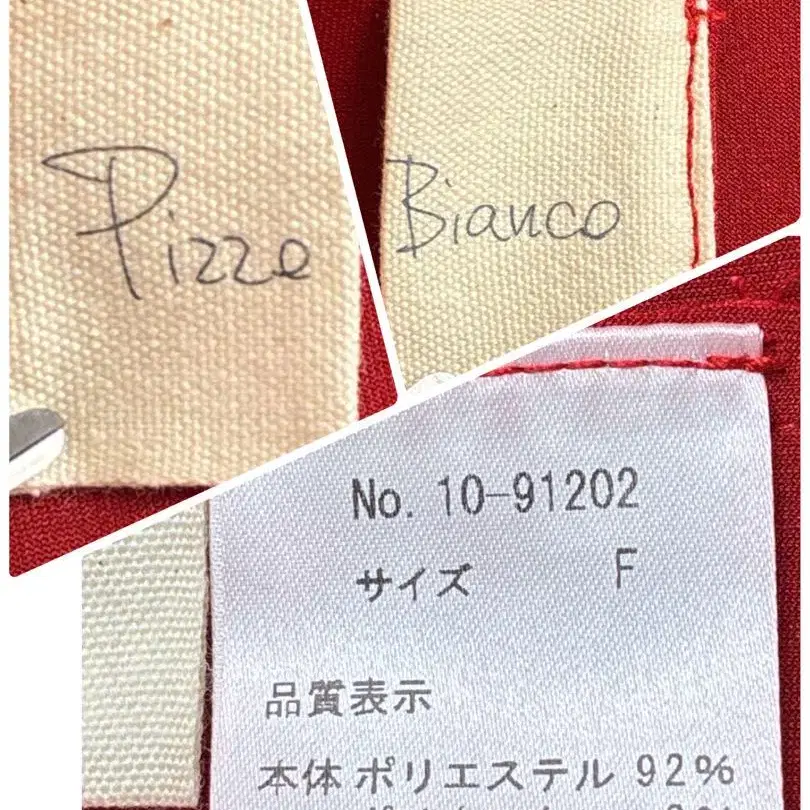 Pizzo
Bianco
No. 10-91202
サイズ F
品質表示
本体 ポリエステル 92%